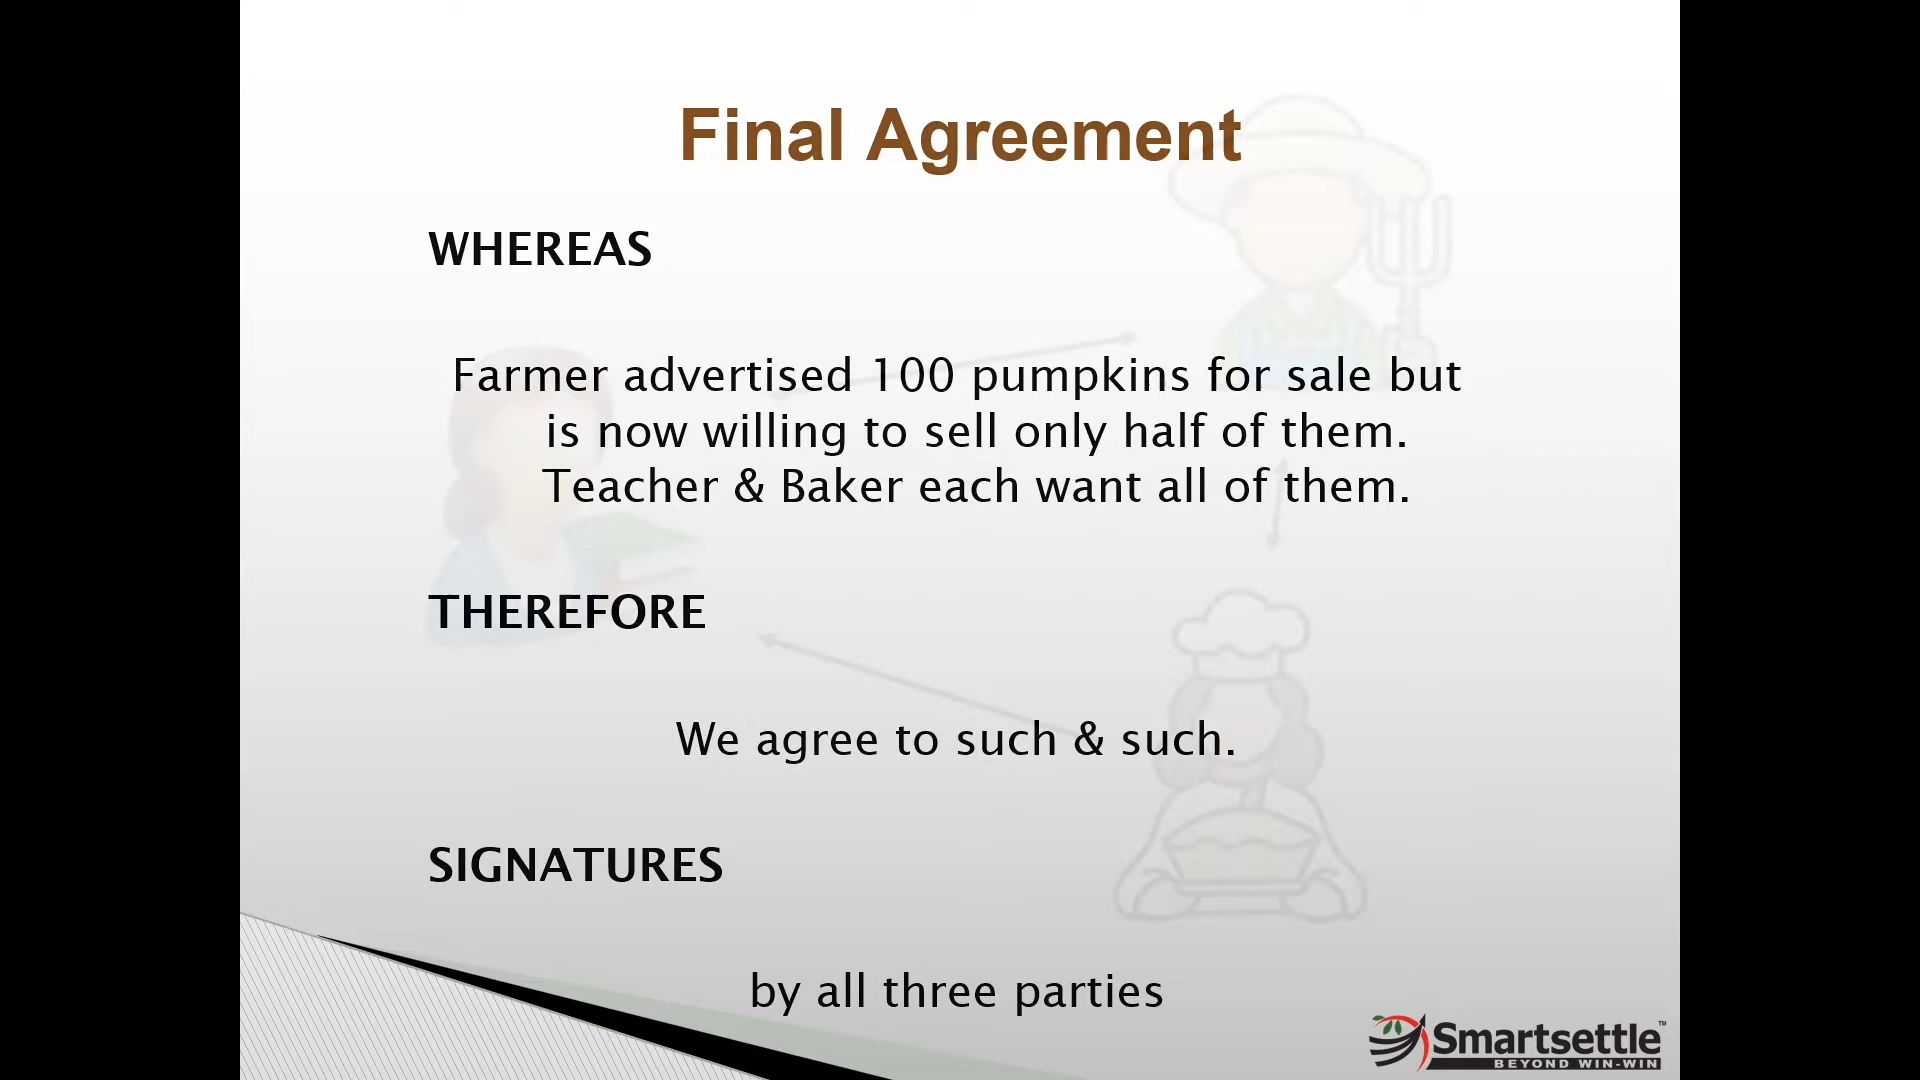 Final Agreement
WHEREAS
Farmer advertised 100 pumpkins for sale but
is now willing to sell only half of them.
Teacher & Baker each want all of them.
THEREFORE
We agree to such & such.
SIGNATURES
by all three parties
Smartsettle™
BEYOND WIN-WIN